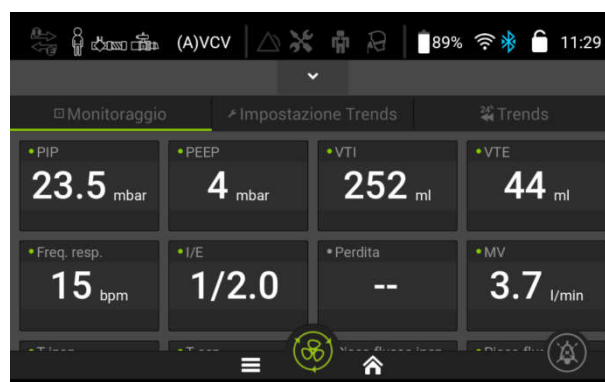 (A)VCV 89% 11:29
Monitoraggio Impostazione Trends Trends
PIP PEEP VTI VTE
23.5 mbar 4 mbar 252 ml 44 ml
Freq. resp. I/E Perdita MV
15 bpm 1/2.0 -- 3.7 l/min